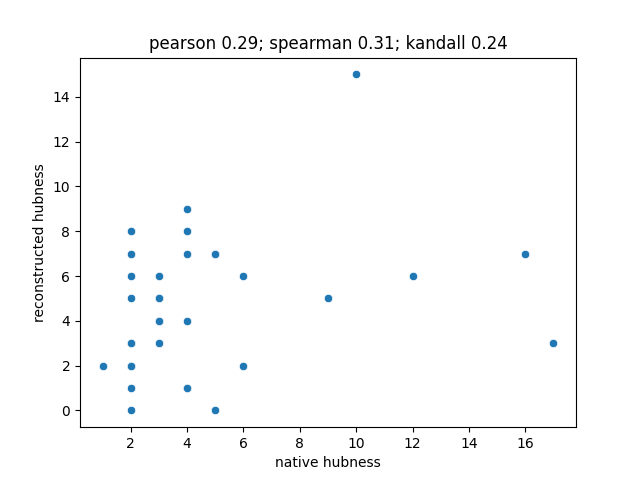 pearson 0.29; spearman 0.31; kandall 0.24
14
12
10
8
6
4
2
0
reconstructed hubness
2 4 6 8 10 12 14 16
native hubness